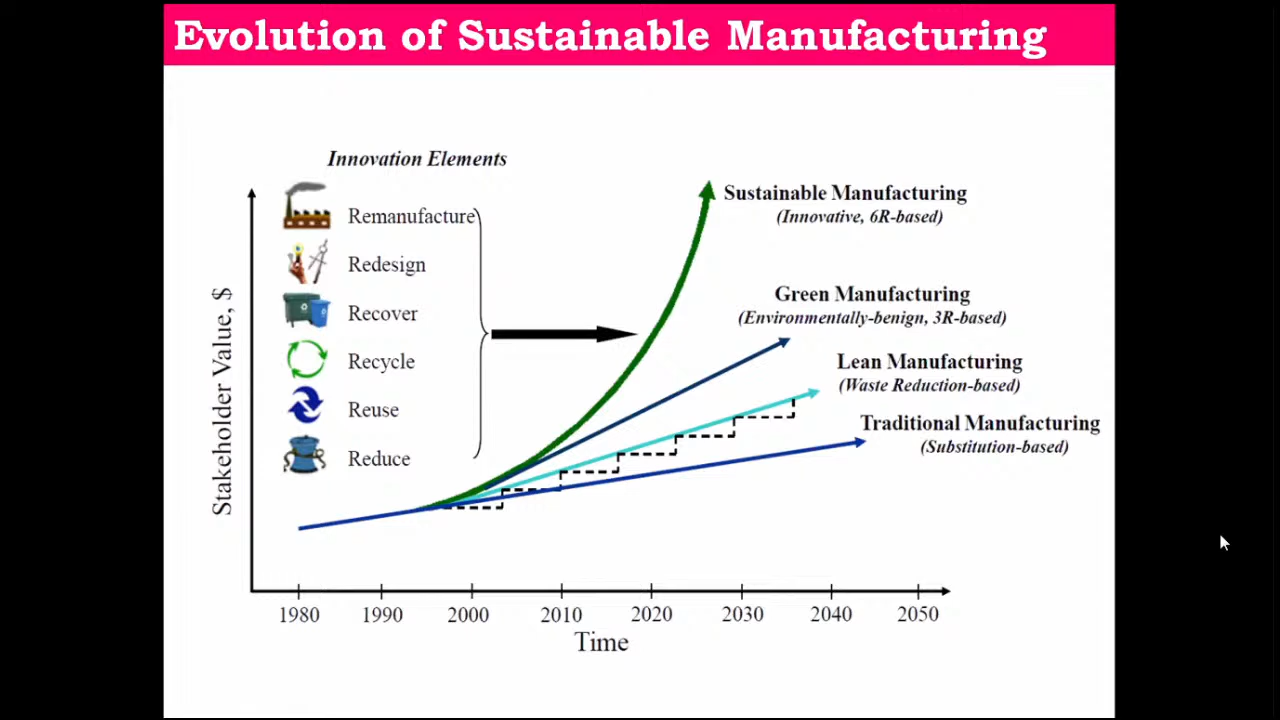 Evolution of Sustainable Manufacturing
Innovation Elements
Remanufacture
Redesign
Recover
Recycle
Reuse
Reduce
Stakeholder Value, $
Sustainable Manufacturing
(Innovative, 6R-based)
Green Manufacturing
(Environmentally-benign, 3R-based)
Lean Manufacturing
(Waste Reduction-based)
Traditional Manufacturing
(Substitution-based)
1980 1990 2000 2010 2020 2030 2040 2050
Time